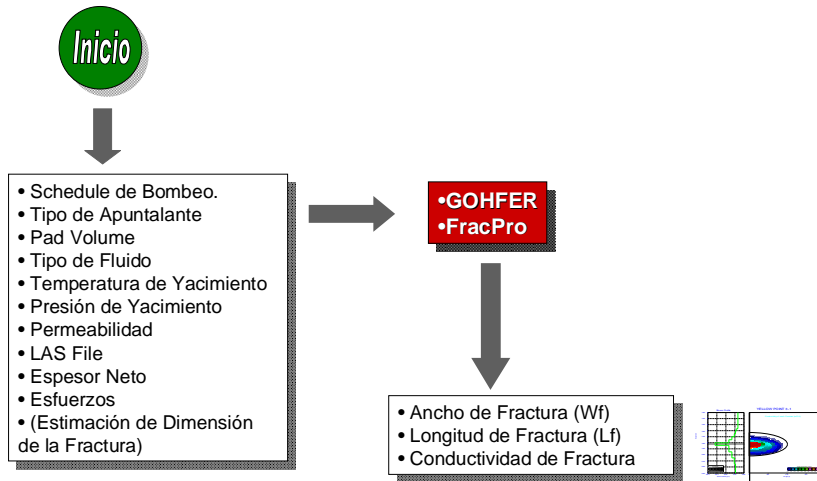 Inicio
• Schedule de Bombeo.
• Tipo de Apuntalante
• Pad Volume
• Tipo de Fluido
• Temperatura de Yacimiento
• Presión de Yacimiento
• Permeabilidad
• LAS File
• Espesor Neto
• Esfuerzos
• (Estimación de Dimensión
de la Fractura)
•GOHFER
•FracPro
• Ancho de Fractura (Wf)
• Longitud de Fractura (Lf)
• Conductividad de Fractura